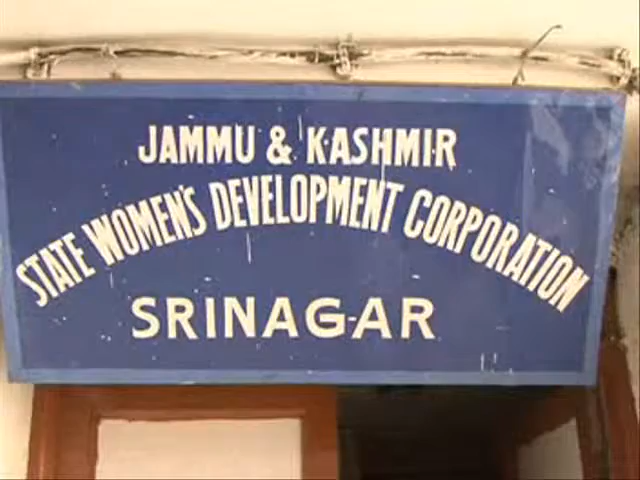 JAMMU & KASHMIR
STATE WOMEN'S DEVELOPMENT CORPORATION
SRINAGAR